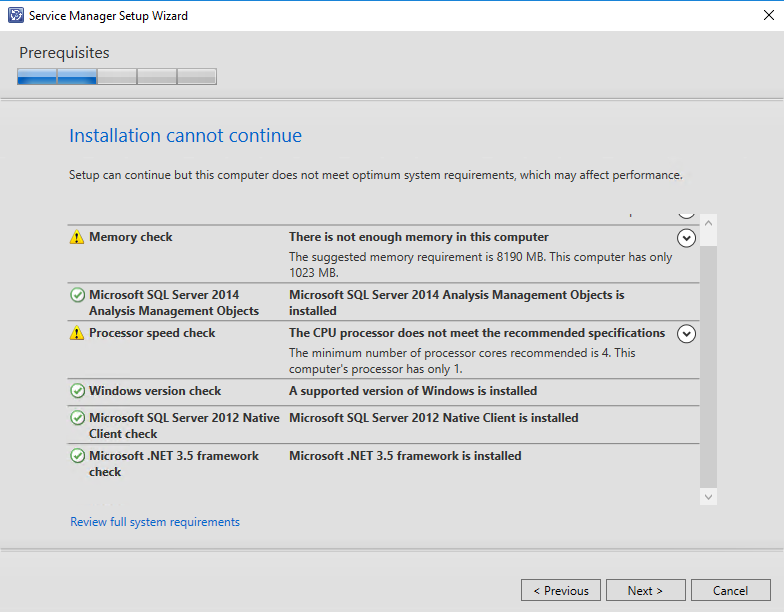 Service Manager Setup Wizard
Prerequisites
Installation cannot continue
Setup can continue but this computer does not meet optimum system requirements, which may affect performance.
Memory check
There is not enough memory in this computer
The suggested memory requirement is 8190 MB. This computer has only
1023 MB.
Microsoft SQL Server 2014
Analysis Management Objects
Microsoft SQL Server 2014 Analysis Management Objects is
installed
Processor speed check
The CPU processor does not meet the recommended specifications
The minimum number of processor cores recommended is 4. This
computer's processor has only 1.
Windows version check
A supported version of Windows is installed
Microsoft SQL Server 2012 Native
Client check
Microsoft SQL Server 2012 Native Client is installed
Microsoft .NET 3.5 framework
check
Microsoft .NET 3.5 framework is installed
Review full system requirements
< Previous
Next >
Cancel